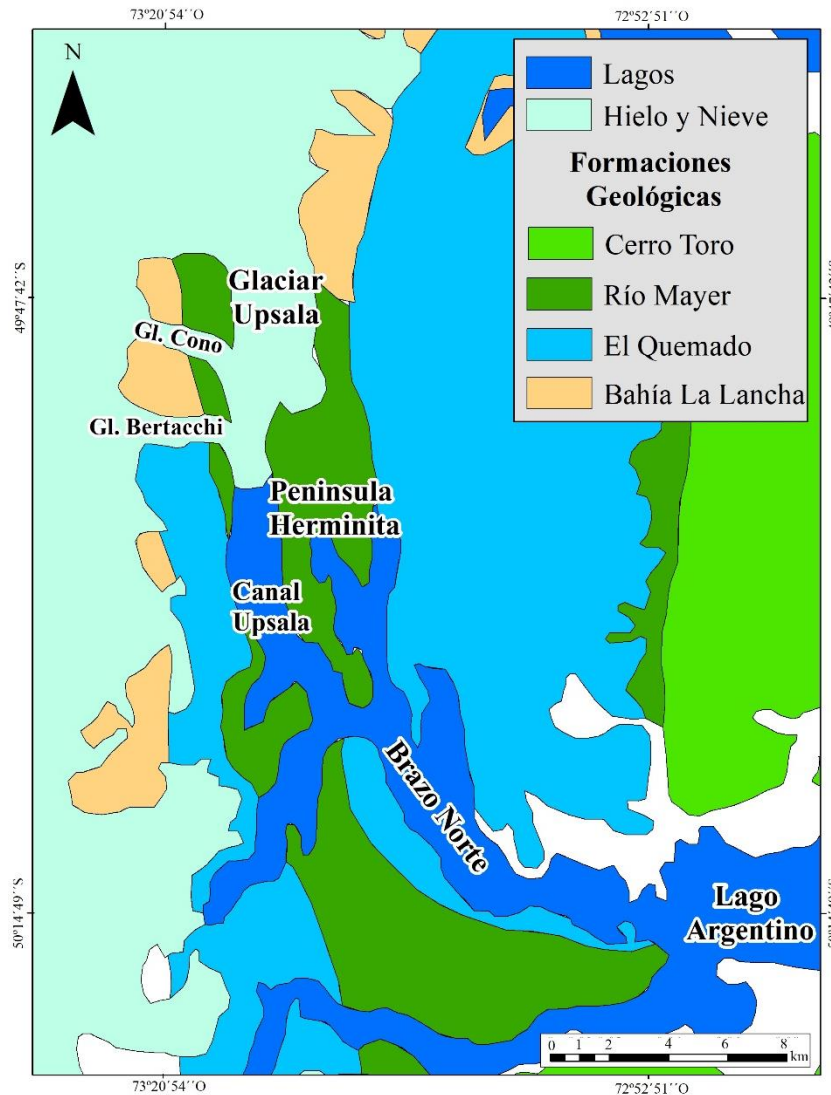 73º20´54´´O
72º52´51´´O
N
Lagos
Hielo y Nieve
Formaciones
Geológicas
Cerro Toro
Río Mayer
El Quemado
Bahía La Lancha
49º47´42´´S
Glaciar
Upsala
Gl. Cono
Gl. Bertacchi
Peninsula
Herminita
Canal
Upsala
Brazo Norte
Lago
Argentino
50º14´49´´S
0 1 2 4 6 8
km
73º20´54´´O
72º52´51´´O